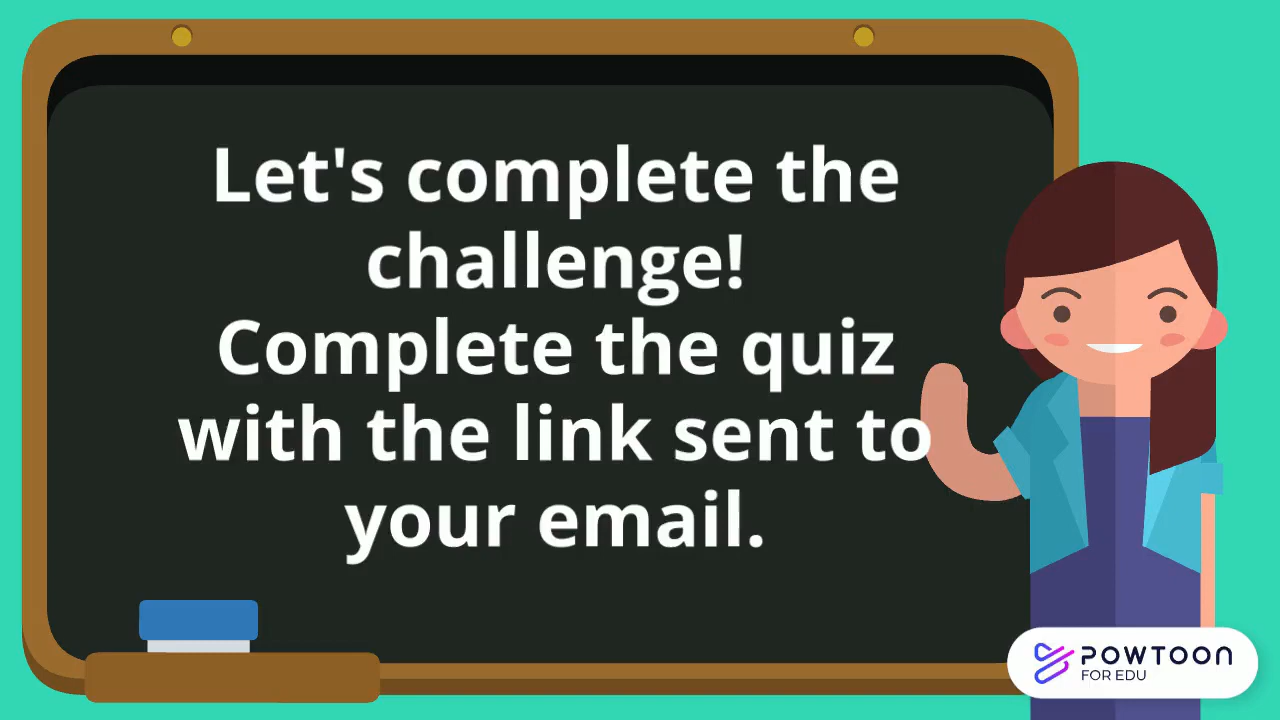 Let's complete the
challenge!
Complete the quiz
with the link sent to
your email.
POWTOON
FOR EDU